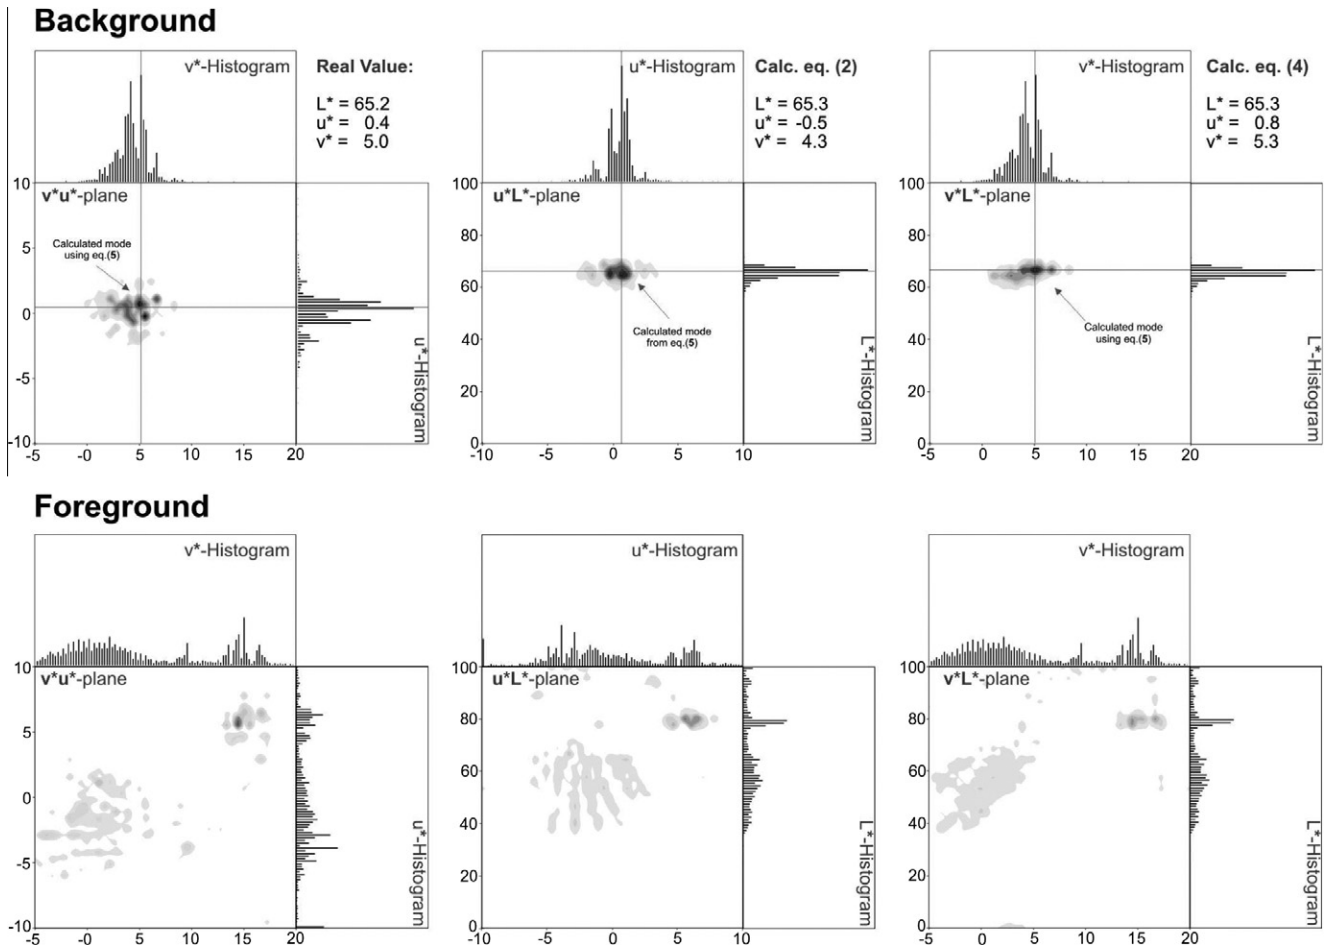 Background
v*-Histogram
Real Value:
L* = 65.2
u* = 0.4
v* = 5.0
10
v*u*-plane
5
Calculated mode
using eq.(5)
0
-5
-10
-5
0
5
10
15
20
u*-Histogram
u*-Histogram
Calc. eq. (2)
L* = 65.3
u* = -0.5
v* = 4.3
100
u*L*-plane
80
60
Calculated mode
from eq.(5)
40
20
0
-10
-5
0
5
10
L*-Histogram
v*-Histogram
Calc. eq. (4)
L* = 65.3
u* = 0.8
v* = 5.3
100
v*L*-plane
80
60
Calculated mode
using eq.(5)
40
20
0
-5
0
5
10
15
20
L*-Histogram
Foreground
v*-Histogram
10
v*u*-plane
5
0
-5
-10
-5
-0
5
10
15
20
u*-Histogram
u*-Histogram
100
u*L*-plane
80
60
40
20
0
-10
-5
0
5
10
L*-Histogram
v*-Histogram
100
v*L*-plane
80
60
40
20
0
-5
0
5
10
15
20
L*-Histogram